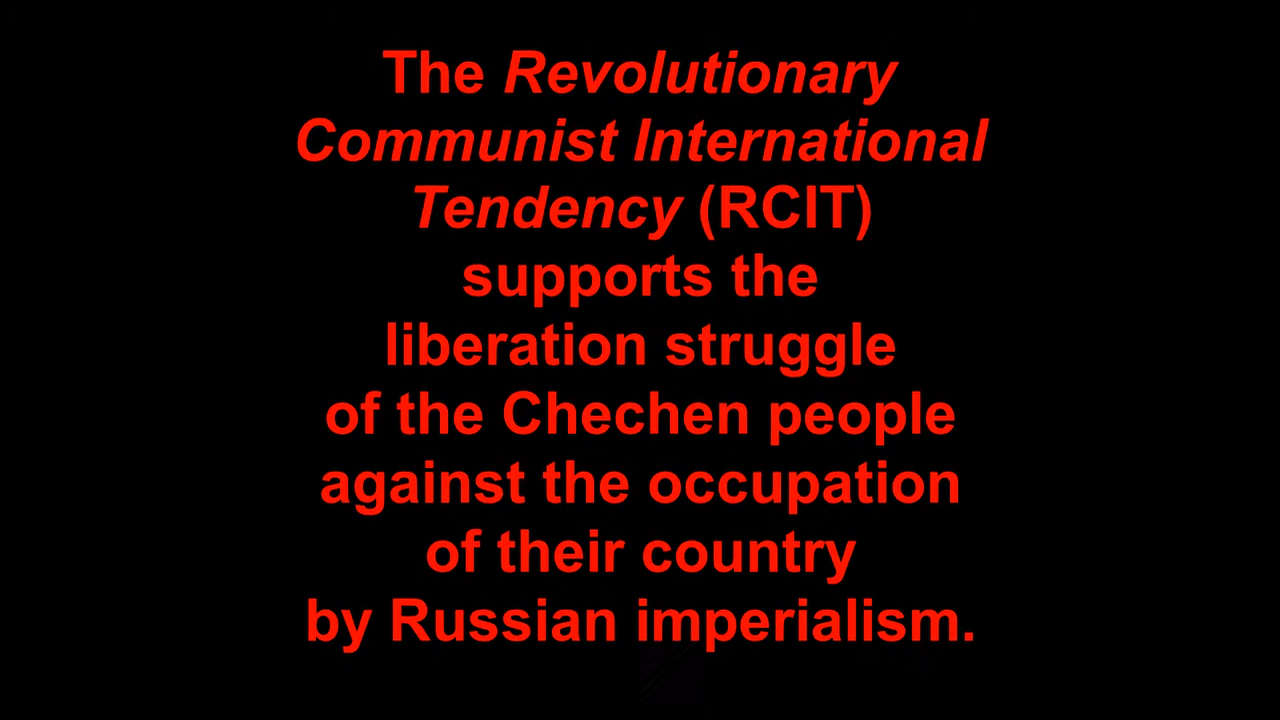 The Revolutionary
Communist International
Tendency (RCIT)
supports the
liberation struggle
of the Chechen people
against the occupation
of their country
by Russian imperialism.